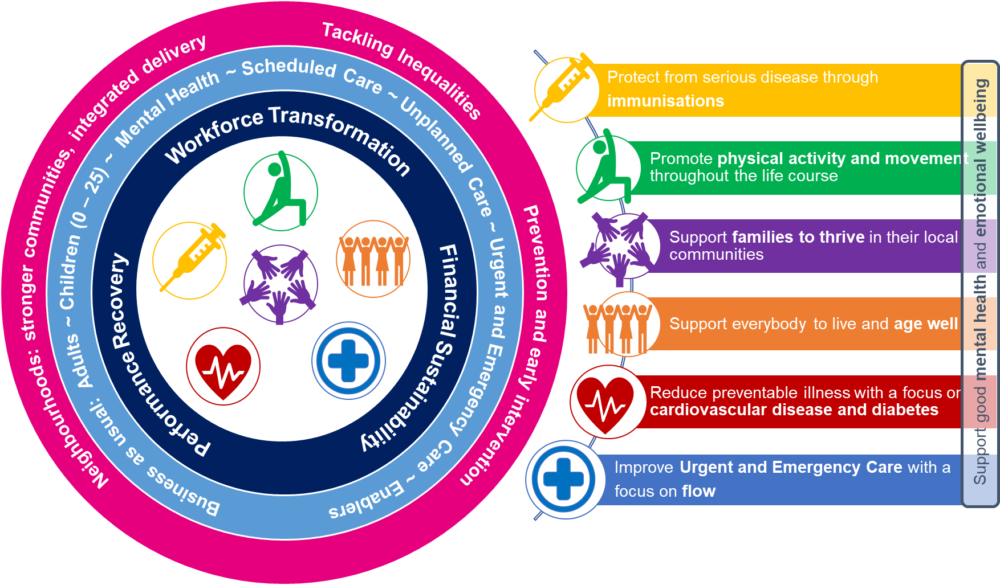 Neighbourhoods: stronger communities, integrated delivery
Tackling Inequalities
Prevention and early intervention
Business as usual: Adults ~ Children (0 – 25) ~ Mental Health ~ Scheduled Care ~ Unplanned Care ~ Urgent and Emergency Care ~ Enablers
Performance Recovery
Workforce Transformation
Financial Sustainability
Protect from serious disease through
immunisations
Promote physical activity and movement
throughout the life course
Support families to thrive in their local
communities
Support everybody to live and age well
Reduce preventable illness with a focus on
cardiovascular disease and diabetes
Improve Urgent and Emergency Care with a
focus on flow
Support good mental health and emotional wellbeing